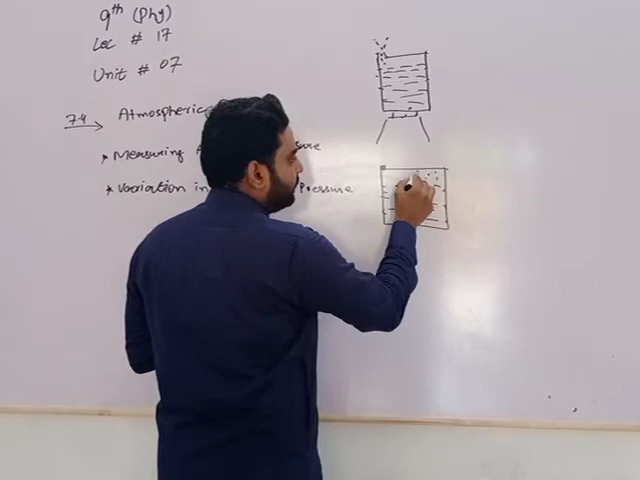 9th (Phy)
Lec # 17
Unit # 07
7.4 → Atmospheric
* Measuring
* Variation in Pressure